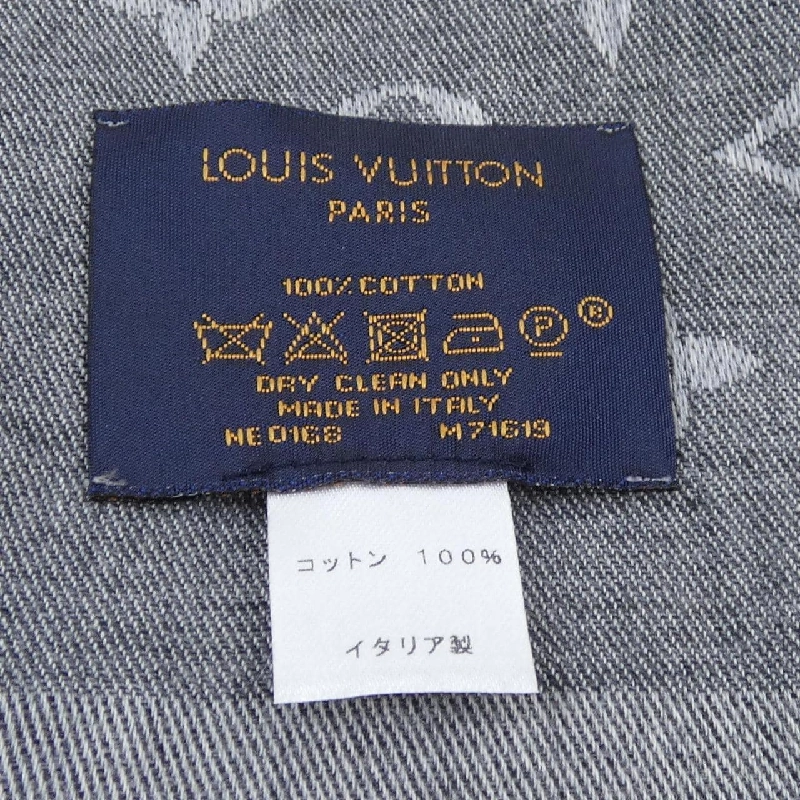 LOUIS VUITTON
PARIS
100% COTTON
P ®
DRY CLEAN ONLY
MADE IN ITALY
NE0168 M71619
コットン 100%
イタリア製